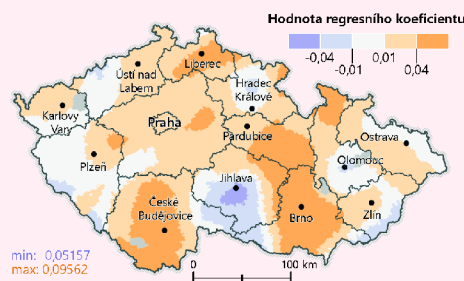 Hodnota regresního koeficientu
-0,04
0,01
0,04
-0,01
Liberec
Ústí nad
Labem
Hradec
Králové
Karlovy
Vary
Praha
Pardubice
Ostrava
Olomouc
Plzeň
Jihlava
České
Budějovice
Brno
Zlín
min: 0,05157
max: 0,09562
0
100 km